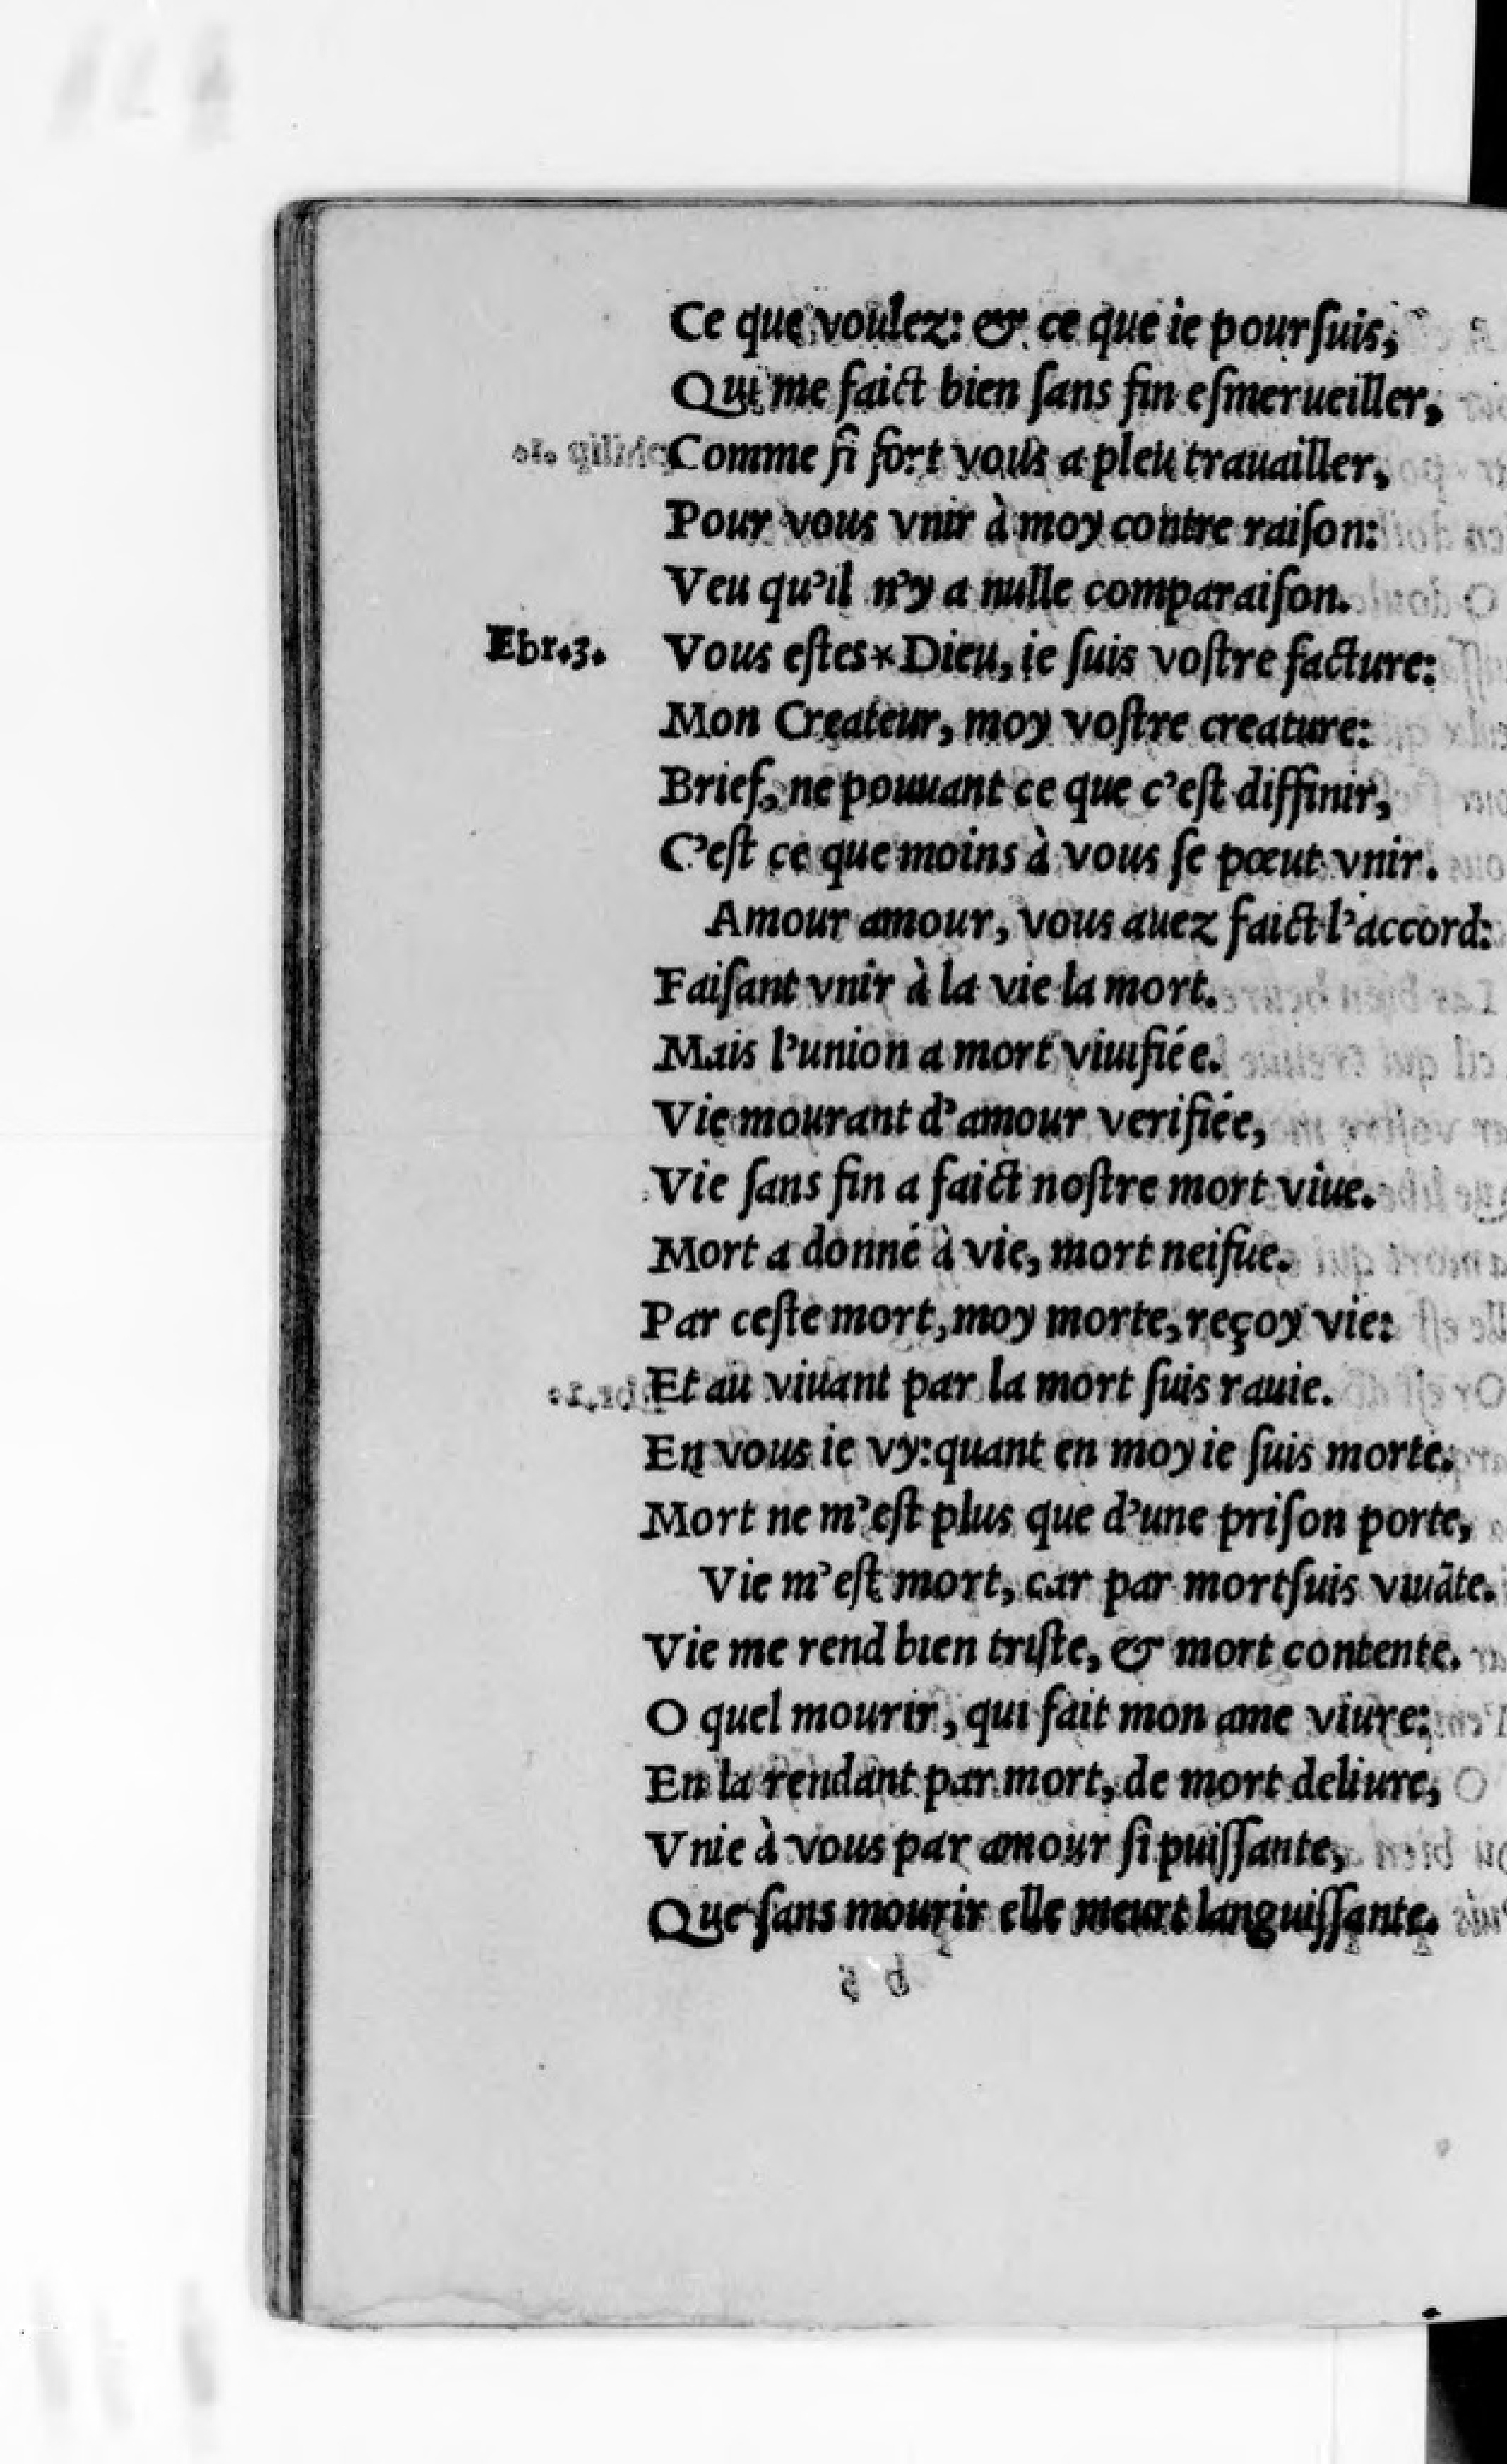 Ce que voulez: & ce que ie pourſuis,
Qui me faict bien ſans fin eſmerueiller,
Comme ſi fort vous a pleu trauailler,
Pour vous vnir à moy contre raiſon:
Veu qu'il n'y a nulle comparaiſon.
Ebr.3. Vous eſtes* Dieu, ie ſuis voſtre facture:
Mon Createur, moy voſtre creature:
Brief, ne pouuant ce que c'eſt diffinir,
C'eſt ce que moins à vous ſe pœut vnir.
Amour amour, vous auez faict l'accord:
Faiſant vnir à la vie la mort.
Mais l'union a mort viuifiée.
Vie mourant d'amour verifiée,
Vie ſans fin a faict noſtre mort viue.
Mort a donné à vie, mort neifue.
Par ceſte mort, moy morte, reçoy vie:
Et au viuant par la mort ſuis rauie.
En vous ie vy: quant en moy ie ſuis morte.
Mort ne m'eſt plus que d'une priſon porte,
Vie m'eſt mort, car par mort ſuis viuāte.
Vie me rend bien triſte, & mort contente.
O quel mourir, qui fait mon ame viure:
En la rendant par mort, de mort deliure,
Vnie à vous par amour ſi puiſſante,
Que ſans mourir elle meurt languiſſante.